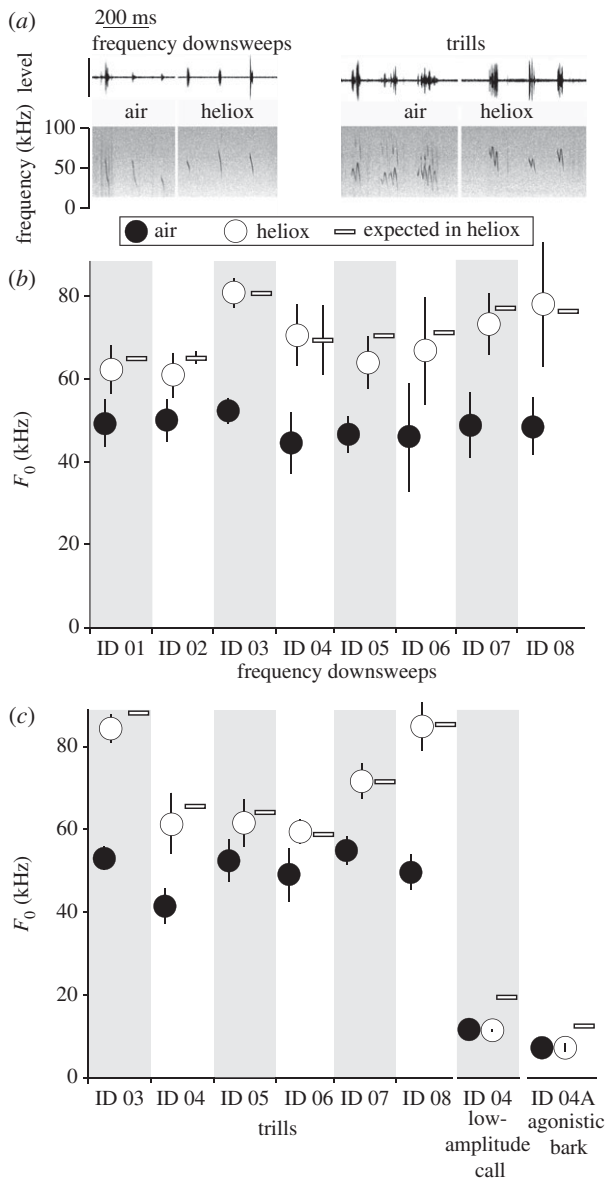 (a) 200 ms
frequency downsweeps trills
level
air heliox air heliox
frequency (kHz)
100
50
0
air heliox expected in heliox
(b)
80
60
40
20
0
F0 (kHz)
ID 01 ID 02 ID 03 ID 04 ID 05 ID 06 ID 07 ID 08
frequency downsweeps
(c)
80
60
40
20
0
F0 (kHz)
ID 03 ID 04 ID 05 ID 06 ID 07 ID 08 ID 04 ID 04A
trills
low-
amplitude
call
agonistic
bark